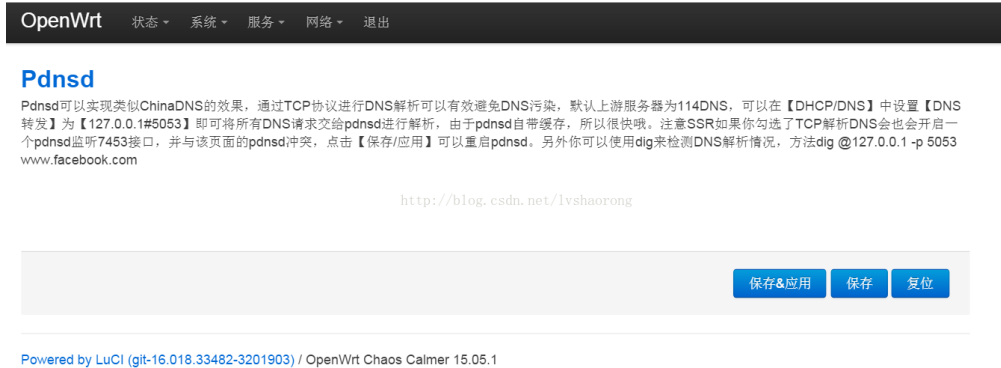 OpenWrt 状态 系统 服务 网络 退出
Pdnsd
Pdnsd可以实现类似ChinaDNS的效果，通过TCP协议进行DNS解析可以有效避免DNS污染，默认上游服务器为114DNS，可以在【DHCP/DNS】中设置【DNS
转发】为【127.0.0.1#5053】即可将所有DNS请求交给pdnsd进行解析，由于pdnsd自带缓存，所以很快哦。注意SSR如果你勾选了TCP解析DNS会也会开启一
个pdnsd监听7453接口，并与该页面的pdnsd冲突，点击【保存/应用】可以重启pdnsd。另外你可以使用dig来检测DNS解析情况，方法dig @127.0.0.1 -p 5053
www.facebook.com
http://blog.csdn.net/lvshaorong
保存&应用 保存 复位
Powered by LuCI (git-16.018.33482-3201903) / OpenWrt Chaos Calmer 15.05.1